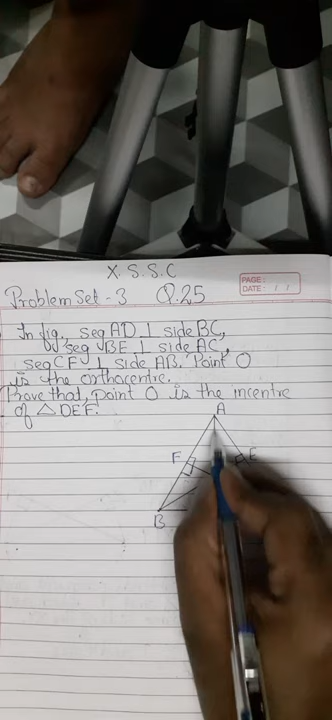 X. S. S. C
PAGE:
DATE: / /
Problem Set - 3 Q. 25
In fig, seg AD ⊥ side BC,
seg BE ⊥ side AC,
seg CF ⊥ side AB. Point O
is the orthocentre.
Prove that, point O is the incentre
of △DEF.
A
F
E
B